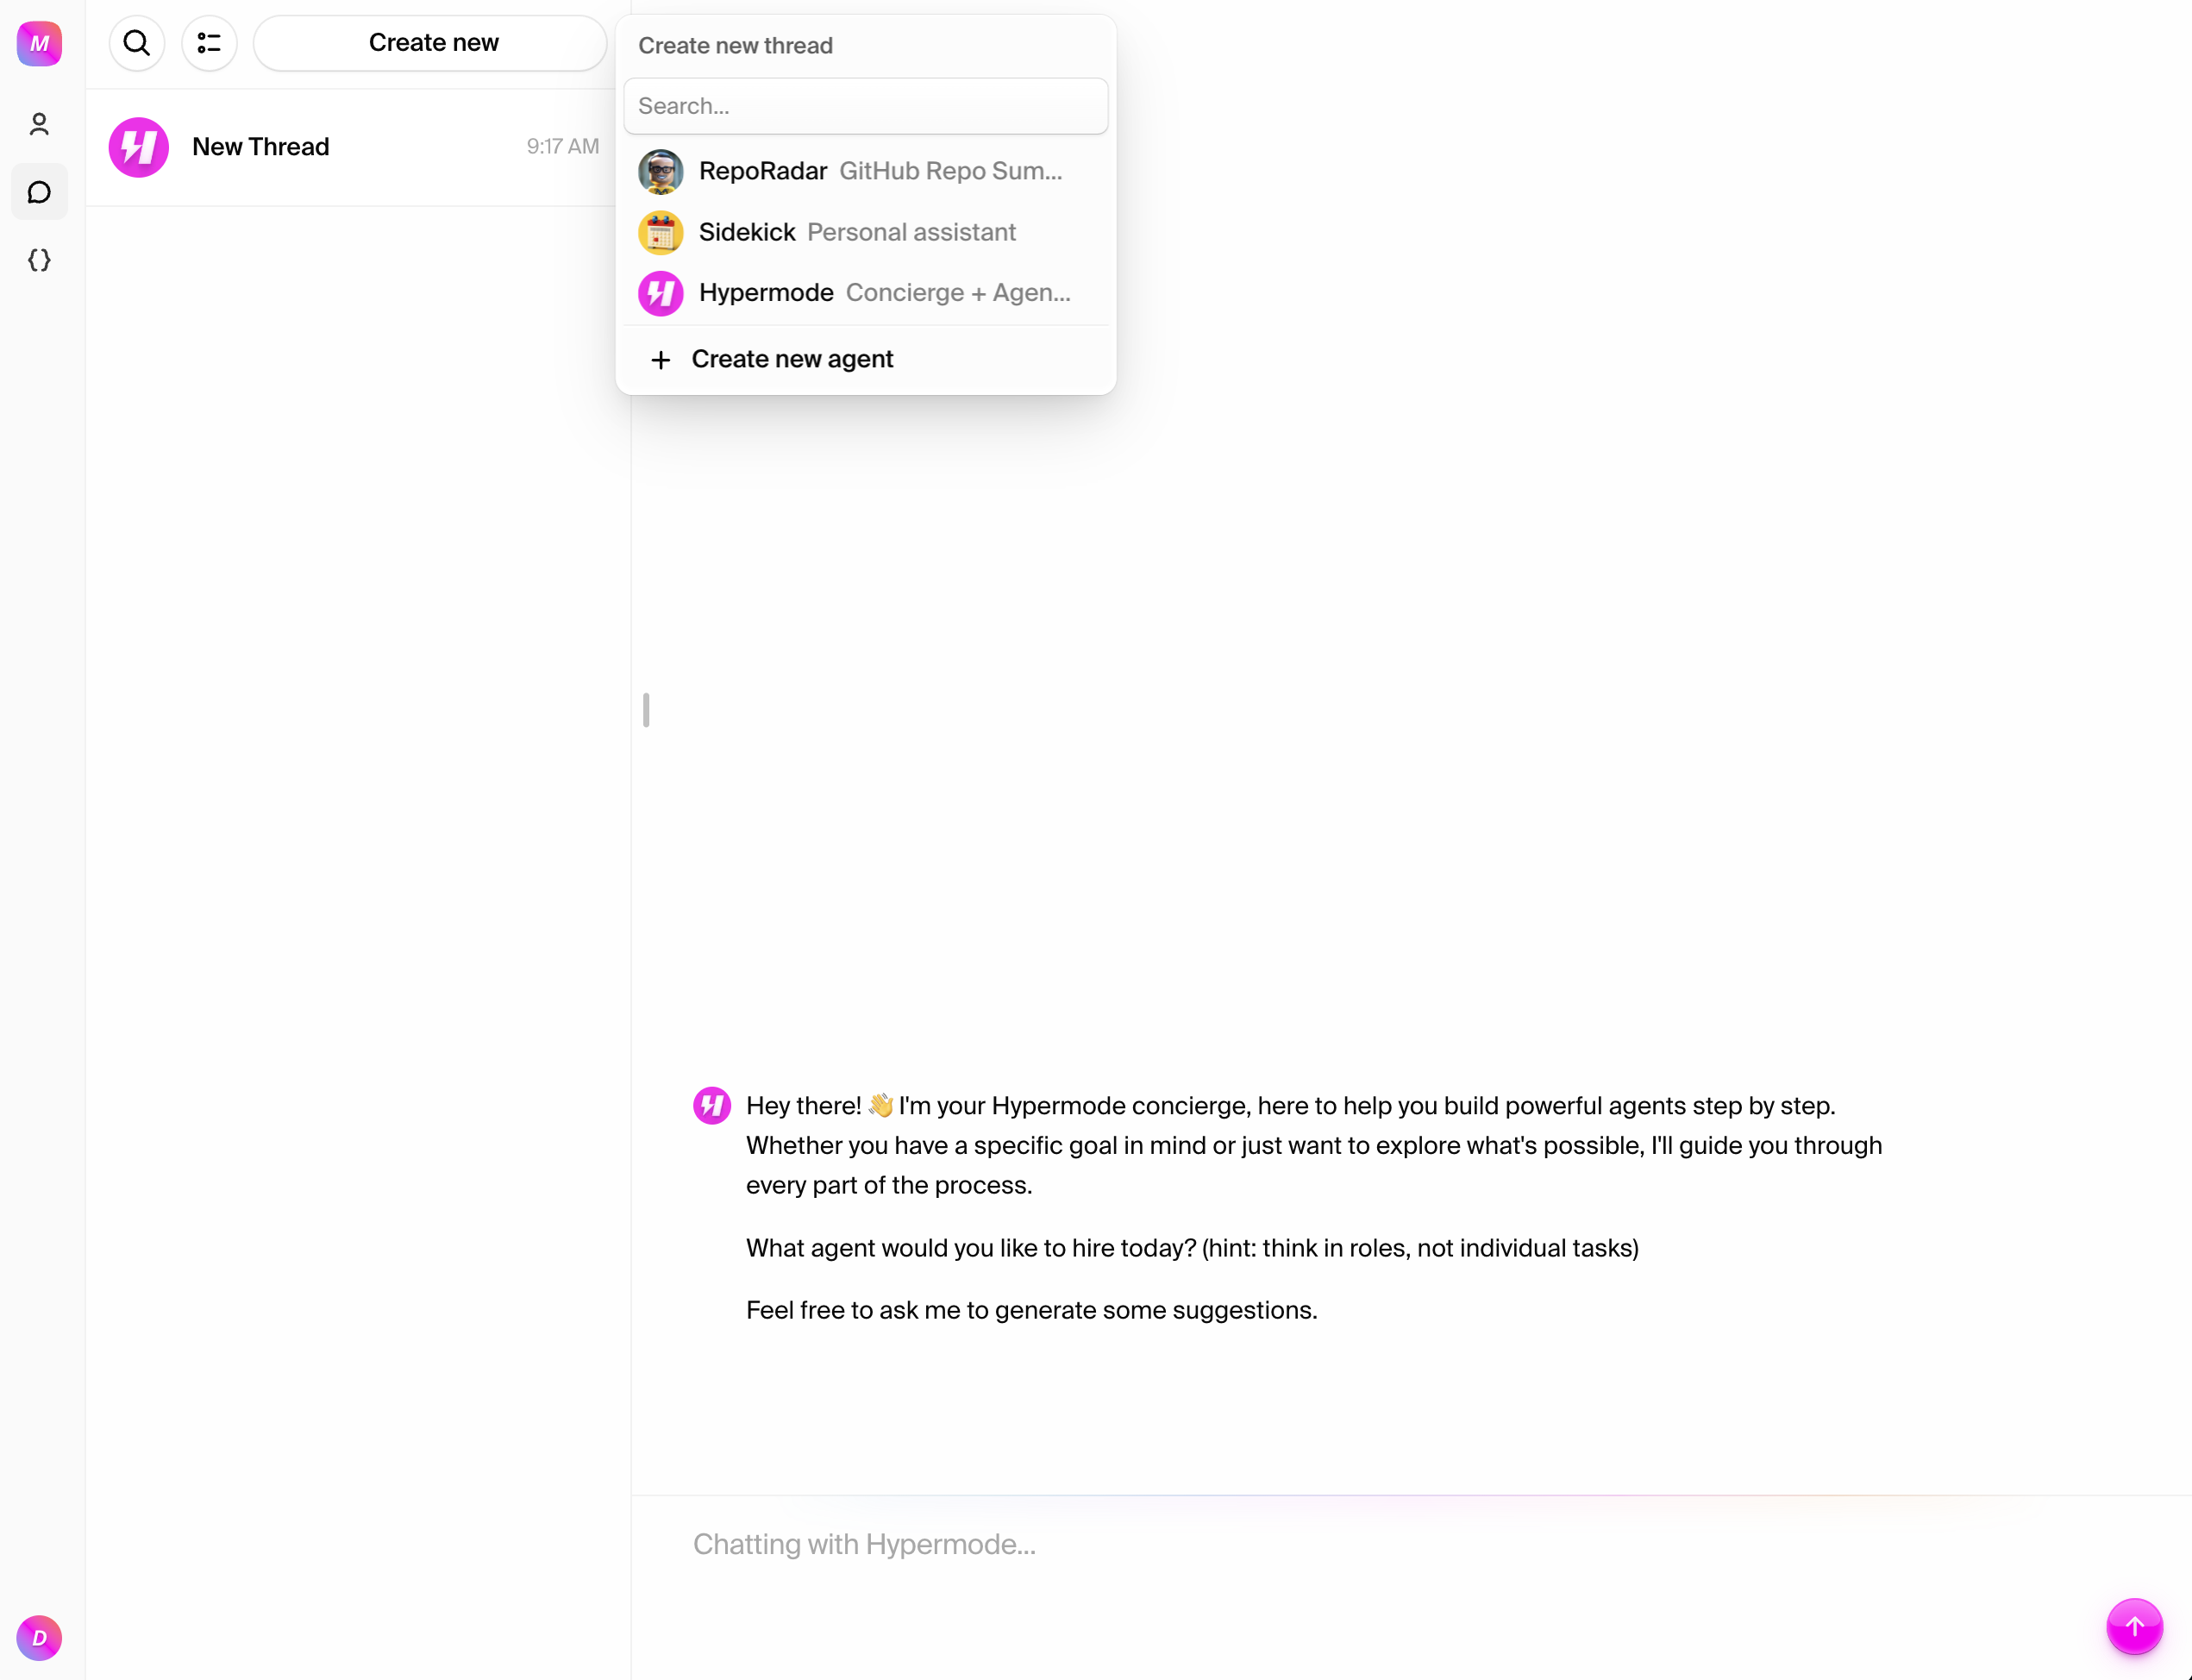 M
Create new
New Thread
9:17 AM
Create new thread
Search...
RepoRadar GitHub Repo Sum...
Sidekick Personal assistant
Hypermode Concierge + Agen...
Create new agent
Hey there! 👋 I'm your Hypermode concierge, here to help you build powerful agents step by step.
Whether you have a specific goal in mind or just want to explore what's possible, I'll guide you through
every part of the process.
What agent would you like to hire today? (hint: think in roles, not individual tasks)
Feel free to ask me to generate some suggestions.
Chatting with Hypermode...
D